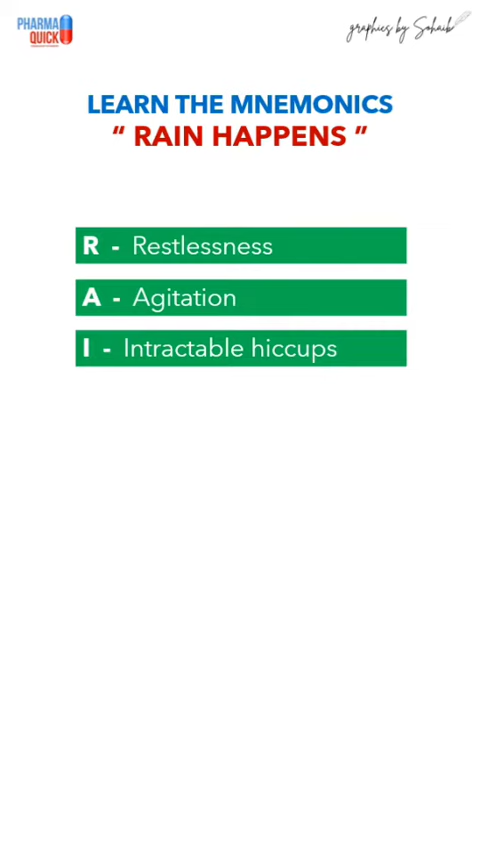 PHARMA
QUICK
graphics by Sohaib
LEARN THE MNEMONICS
“ RAIN HAPPENS ”
R - Restlessness
A - Agitation
I - Intractable hiccups